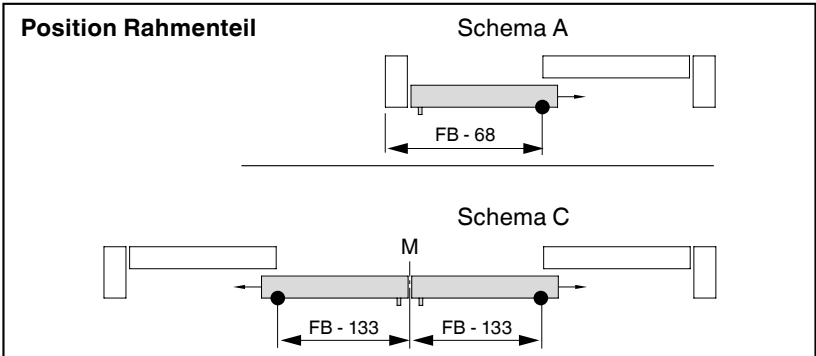 Position Rahmenteil
Schema A
FB - 68
Schema C
M
FB - 133
FB - 133